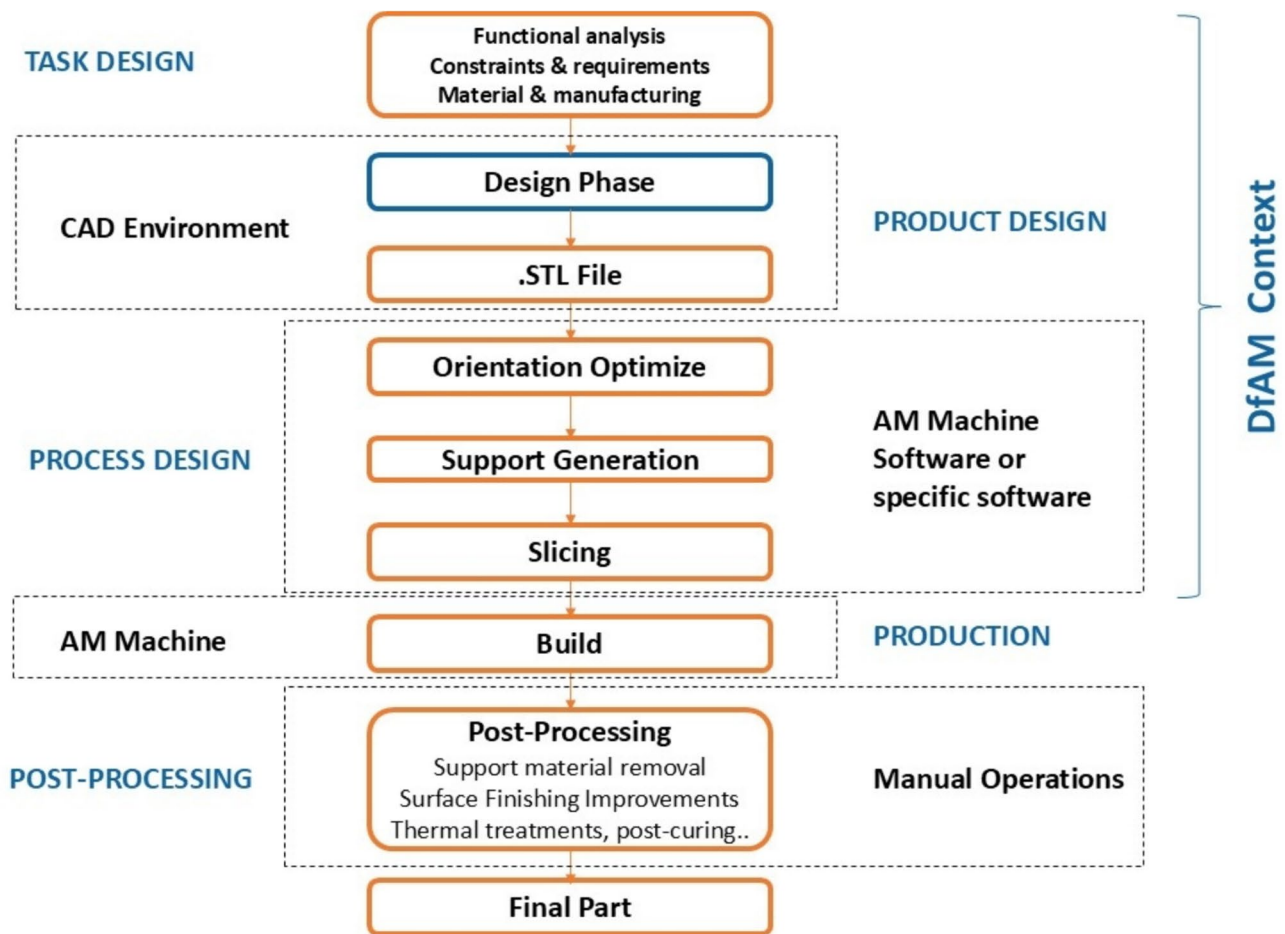 TASK DESIGN
Functional analysis
Constraints & requirements
Material & manufacturing
Design Phase
CAD Environment
PRODUCT DESIGN
.STL File
DfAM Context
Orientation Optimize
PROCESS DESIGN
Support Generation
AM Machine
Software or
specific software
Slicing
AM Machine
Build
PRODUCTION
POST-PROCESSING
Post-Processing
Support material removal
Surface Finishing Improvements
Thermal treatments, post-curing..
Manual Operations
Final Part